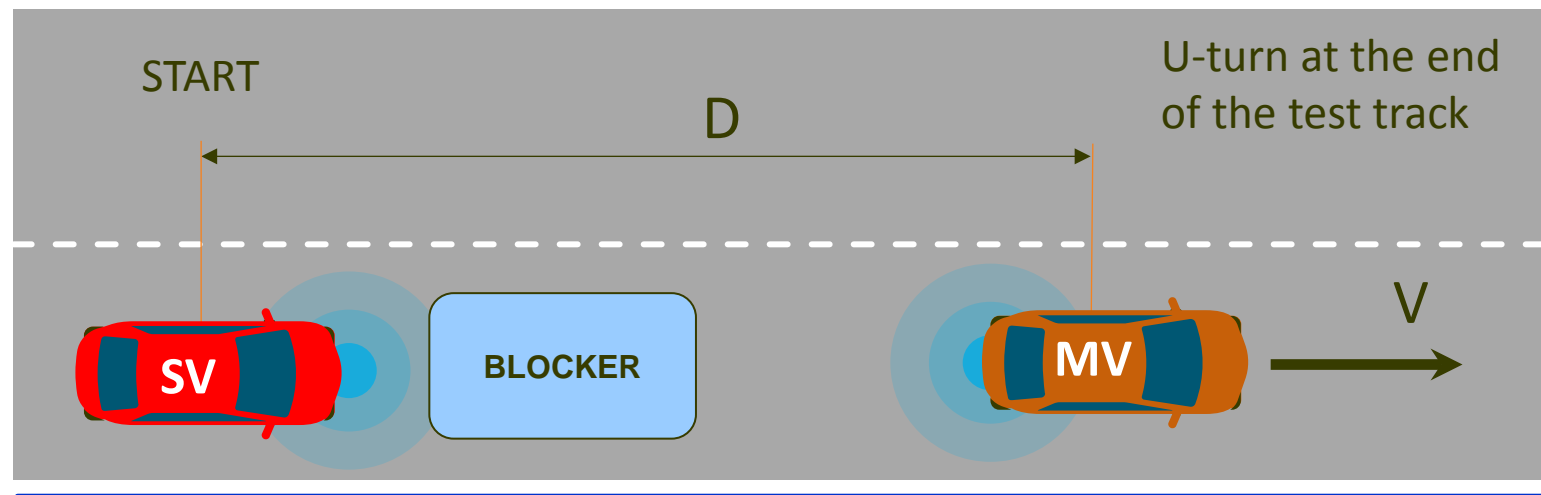 START
D
U-turn at the end
of the test track
SV
BLOCKER
MV
V